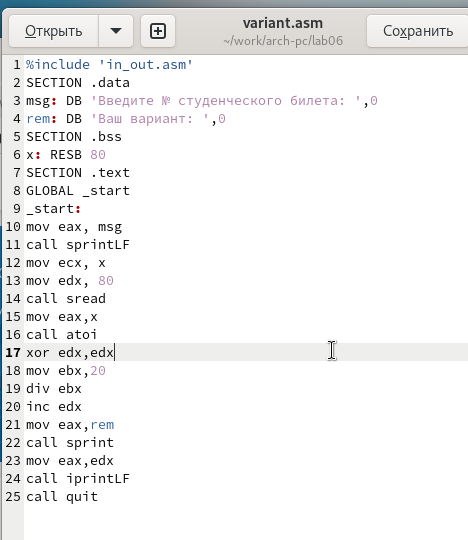 Открыть
variant.asm
~/work/arch-pc/lab06
Сохранить
1 %include 'in_out.asm'
2 SECTION .data
3 msg: DB 'Введите № студенческого билета: ',0
4 rem: DB 'Ваш вариант: ',0
5 SECTION .bss
6 x: RESB 80
7 SECTION .text
8 GLOBAL _start
9 _start:
10 mov eax, msg
11 call sprintLF
12 mov ecx, x
13 mov edx, 80
14 call sread
15 mov eax,x
16 call atoi
17 xor edx,edx
18 mov ebx,20
19 div ebx
20 inc edx
21 mov eax,rem
22 call sprint
23 mov eax,edx
24 call iprintLF
25 call quit